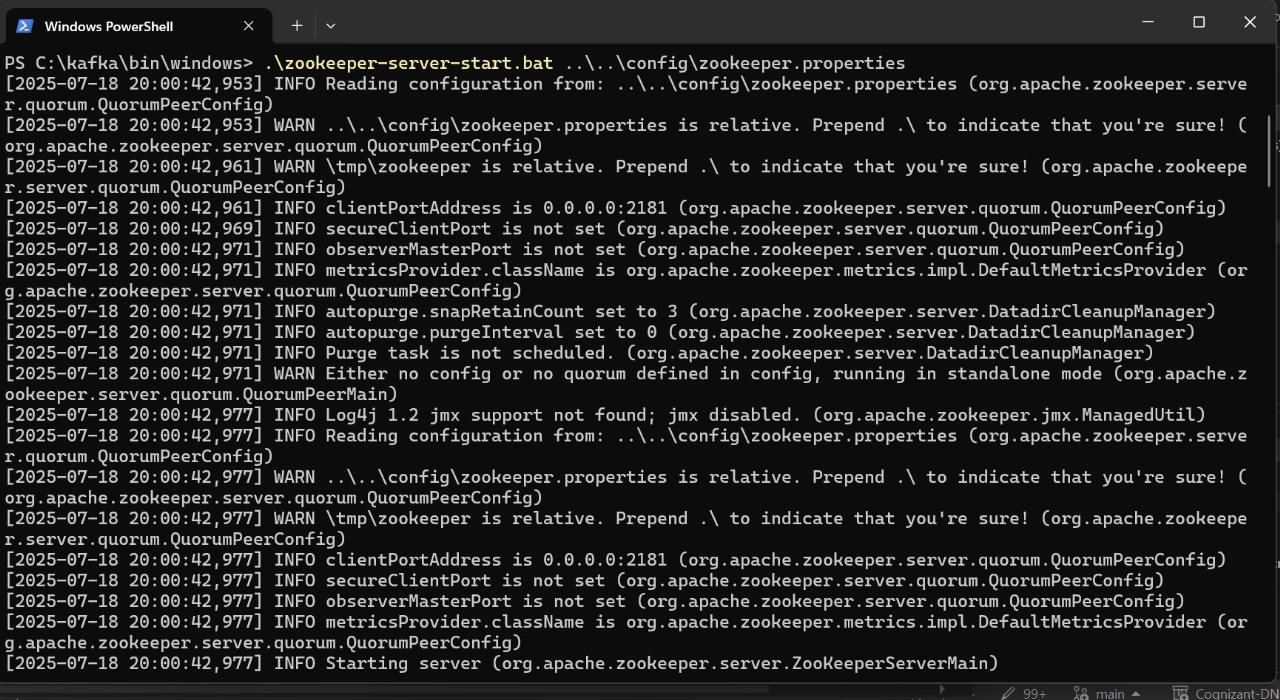 Windows PowerShell
PS C:\kafka\bin\windows> .\zookeeper-server-start.bat ..\..\config\zookeeper.properties
[2025-07-18 20:00:42,953] INFO Reading configuration from: ..\..\config\zookeeper.properties (org.apache.zookeeper.serve
r.quorum.QuorumPeerConfig)
[2025-07-18 20:00:42,953] WARN ..\..\config\zookeeper.properties is relative. Prepend .\ to indicate that you're sure! (
org.apache.zookeeper.server.quorum.QuorumPeerConfig)
[2025-07-18 20:00:42,961] WARN \tmp\zookeeper is relative. Prepend .\ to indicate that you're sure! (org.apache.zookeepe
r.server.quorum.QuorumPeerConfig)
[2025-07-18 20:00:42,961] INFO clientPortAddress is 0.0.0.0:2181 (org.apache.zookeeper.server.quorum.QuorumPeerConfig)
[2025-07-18 20:00:42,969] INFO secureClientPort is not set (org.apache.zookeeper.server.quorum.QuorumPeerConfig)
[2025-07-18 20:00:42,971] INFO observerMasterPort is not set (org.apache.zookeeper.server.quorum.QuorumPeerConfig)
[2025-07-18 20:00:42,971] INFO metricsProvider.className is org.apache.zookeeper.metrics.impl.DefaultMetricsProvider (or
g.apache.zookeeper.server.quorum.QuorumPeerConfig)
[2025-07-18 20:00:42,971] INFO autopurge.snapRetainCount set to 3 (org.apache.zookeeper.server.DatadirCleanupManager)
[2025-07-18 20:00:42,971] INFO autopurge.purgeInterval set to 0 (org.apache.zookeeper.server.DatadirCleanupManager)
[2025-07-18 20:00:42,971] INFO Purge task is not scheduled. (org.apache.zookeeper.server.DatadirCleanupManager)
[2025-07-18 20:00:42,971] WARN Either no config or no quorum defined in config, running in standalone mode (org.apache.z
ookeeper.server.quorum.QuorumPeerMain)
[2025-07-18 20:00:42,977] INFO Log4j 1.2 jmx support not found; jmx disabled. (org.apache.zookeeper.jmx.ManagedUtil)
[2025-07-18 20:00:42,977] INFO Reading configuration from: ..\..\config\zookeeper.properties (org.apache.zookeeper.serve
r.quorum.QuorumPeerConfig)
[2025-07-18 20:00:42,977] WARN ..\..\config\zookeeper.properties is relative. Prepend .\ to indicate that you're sure! (
org.apache.zookeeper.server.quorum.QuorumPeerConfig)
[2025-07-18 20:00:42,977] WARN \tmp\zookeeper is relative. Prepend .\ to indicate that you're sure! (org.apache.zookeepe
r.server.quorum.QuorumPeerConfig)
[2025-07-18 20:00:42,977] INFO clientPortAddress is 0.0.0.0:2181 (org.apache.zookeeper.server.quorum.QuorumPeerConfig)
[2025-07-18 20:00:42,977] INFO secureClientPort is not set (org.apache.zookeeper.server.quorum.QuorumPeerConfig)
[2025-07-18 20:00:42,977] INFO observerMasterPort is not set (org.apache.zookeeper.server.quorum.QuorumPeerConfig)
[2025-07-18 20:00:42,977] INFO metricsProvider.className is org.apache.zookeeper.metrics.impl.DefaultMetricsProvider (or
g.apache.zookeeper.server.quorum.QuorumPeerConfig)
[2025-07-18 20:00:42,977] INFO Starting server (org.apache.zookeeper.server.ZooKeeperServerMain)
99+ main Cognizant-DN